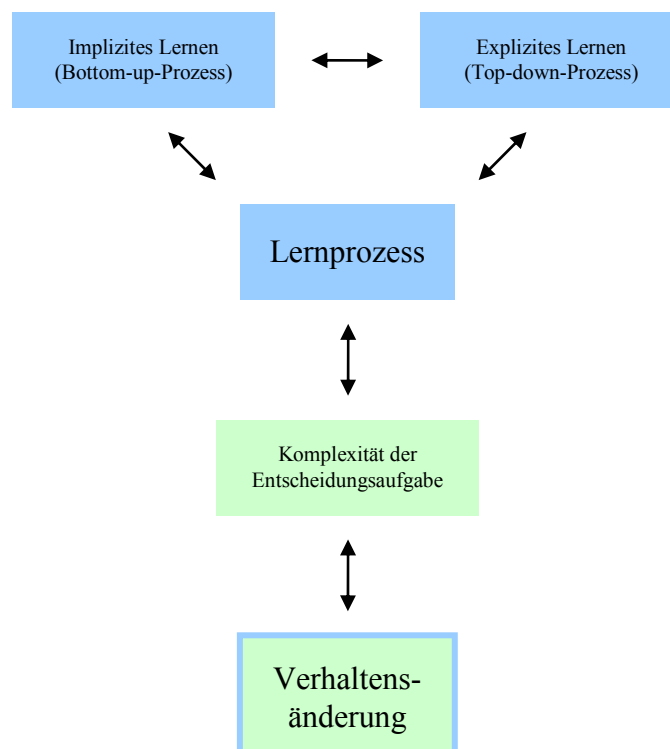 Implizites Lernen
(Bottom-up-Prozess)
Explizites Lernen
(Top-down-Prozess)
Lernprozess
Komplexität der
Entscheidungsaufgabe
Verhaltens-
änderung